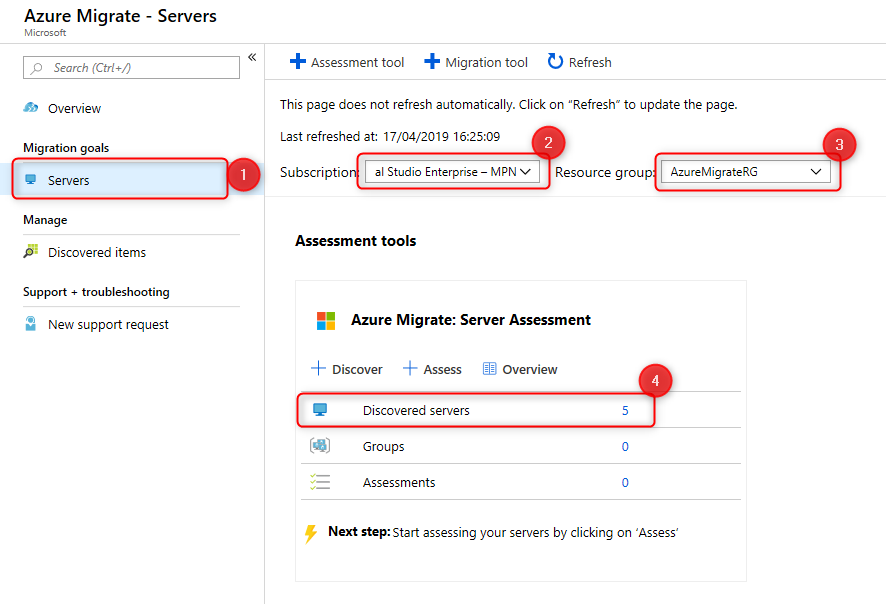 Azure Migrate - Servers
Microsoft
Search (Ctrl+/)
«
Overview
Migration goals
Servers
1
Manage
Discovered items
Support + troubleshooting
New support request
Assessment tool Migration tool Refresh
This page does not refresh automatically. Click on “Refresh” to update the page.
Last refreshed at: 17/04/2019 16:25:09
2
3
Subscription: al Studio Enterprise – MPN Resource group: AzureMigrateRG
Assessment tools
Azure Migrate: Server Assessment
Discover Assess Overview
4
Discovered servers 5
Groups 0
Assessments 0
Next step: Start assessing your servers by clicking on ‘Assess’